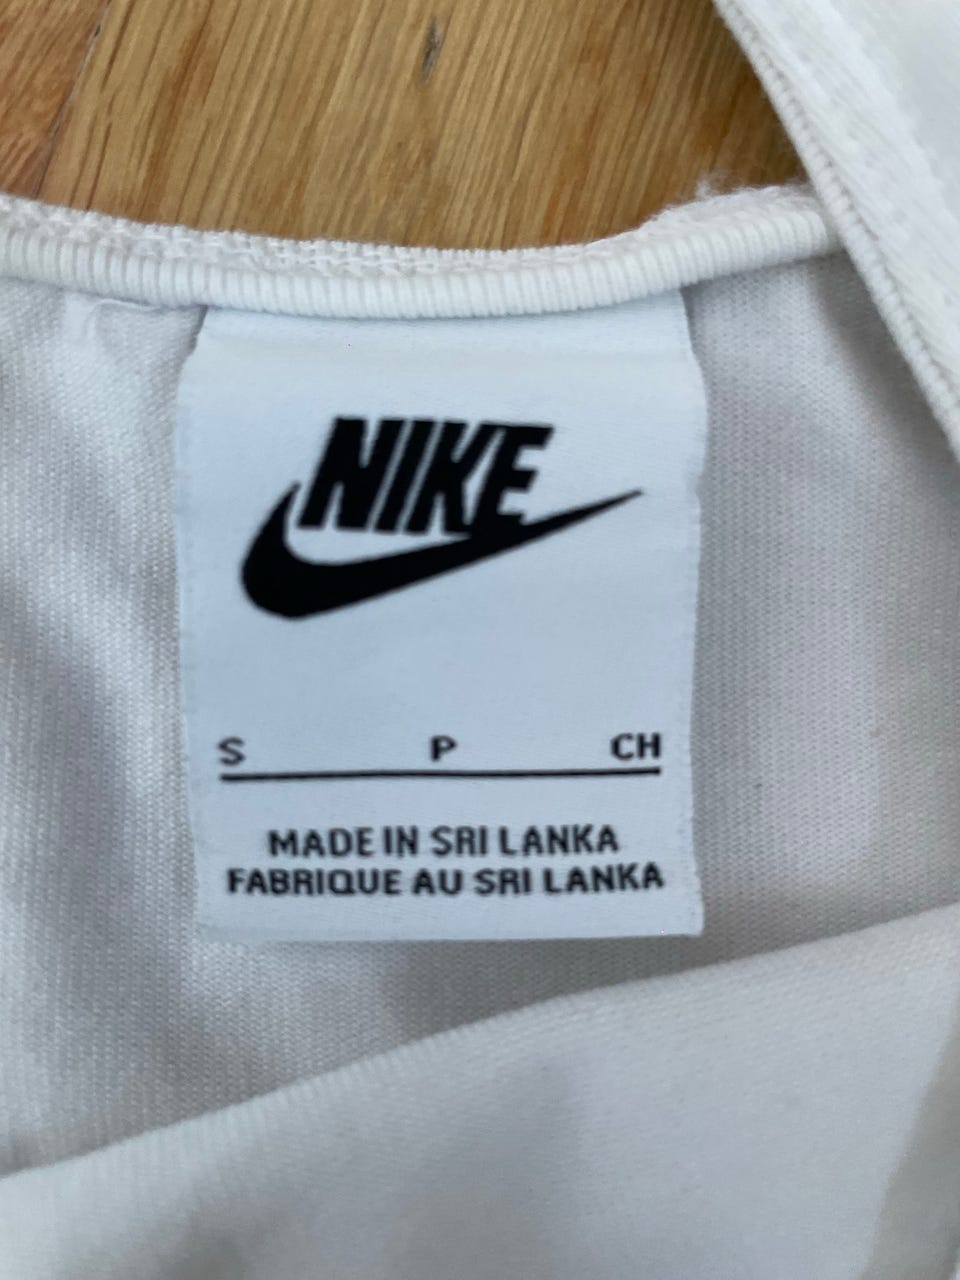 NIKE
S P CH
MADE IN SRI LANKA
FABRIQUE AU SRI LANKA